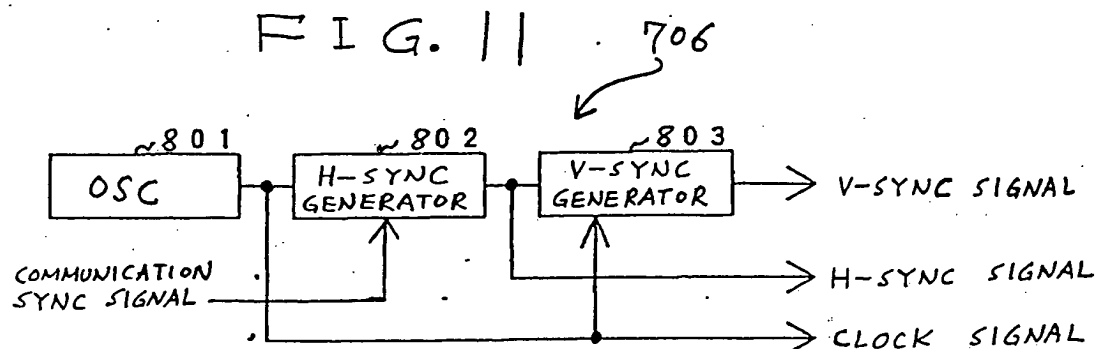 FIG. 11
706
801
802
803
OSC
H-SYNC
GENERATOR
V-SYNC
GENERATOR
V-SYNC SIGNAL
COMMUNICATION
SYNC SIGNAL
H-SYNC SIGNAL
CLOCK SIGNAL